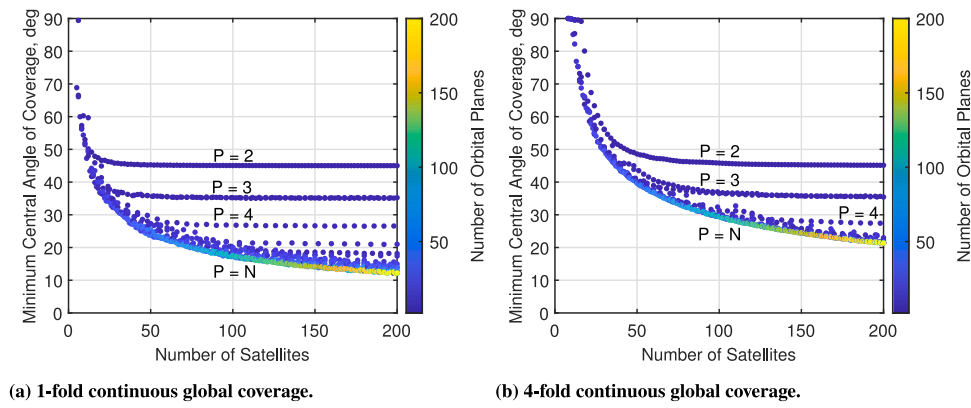 90
80
70
60
50
40
30
20
10
0
Minimum Central Angle of Coverage, deg
P = 2
P = 3
P = 4
P = N
0
50
100
150
200
Number of Satellites
200
150
100
50
Number of Orbital Planes
(a) 1-fold continuous global coverage.
90
80
70
60
50
40
30
20
10
0
Minimum Central Angle of Coverage, deg
P = 2
P = 3
P = 4
P = N
0
50
100
150
200
Number of Satellites
200
150
100
50
Number of Orbital Planes
(b) 4-fold continuous global coverage.